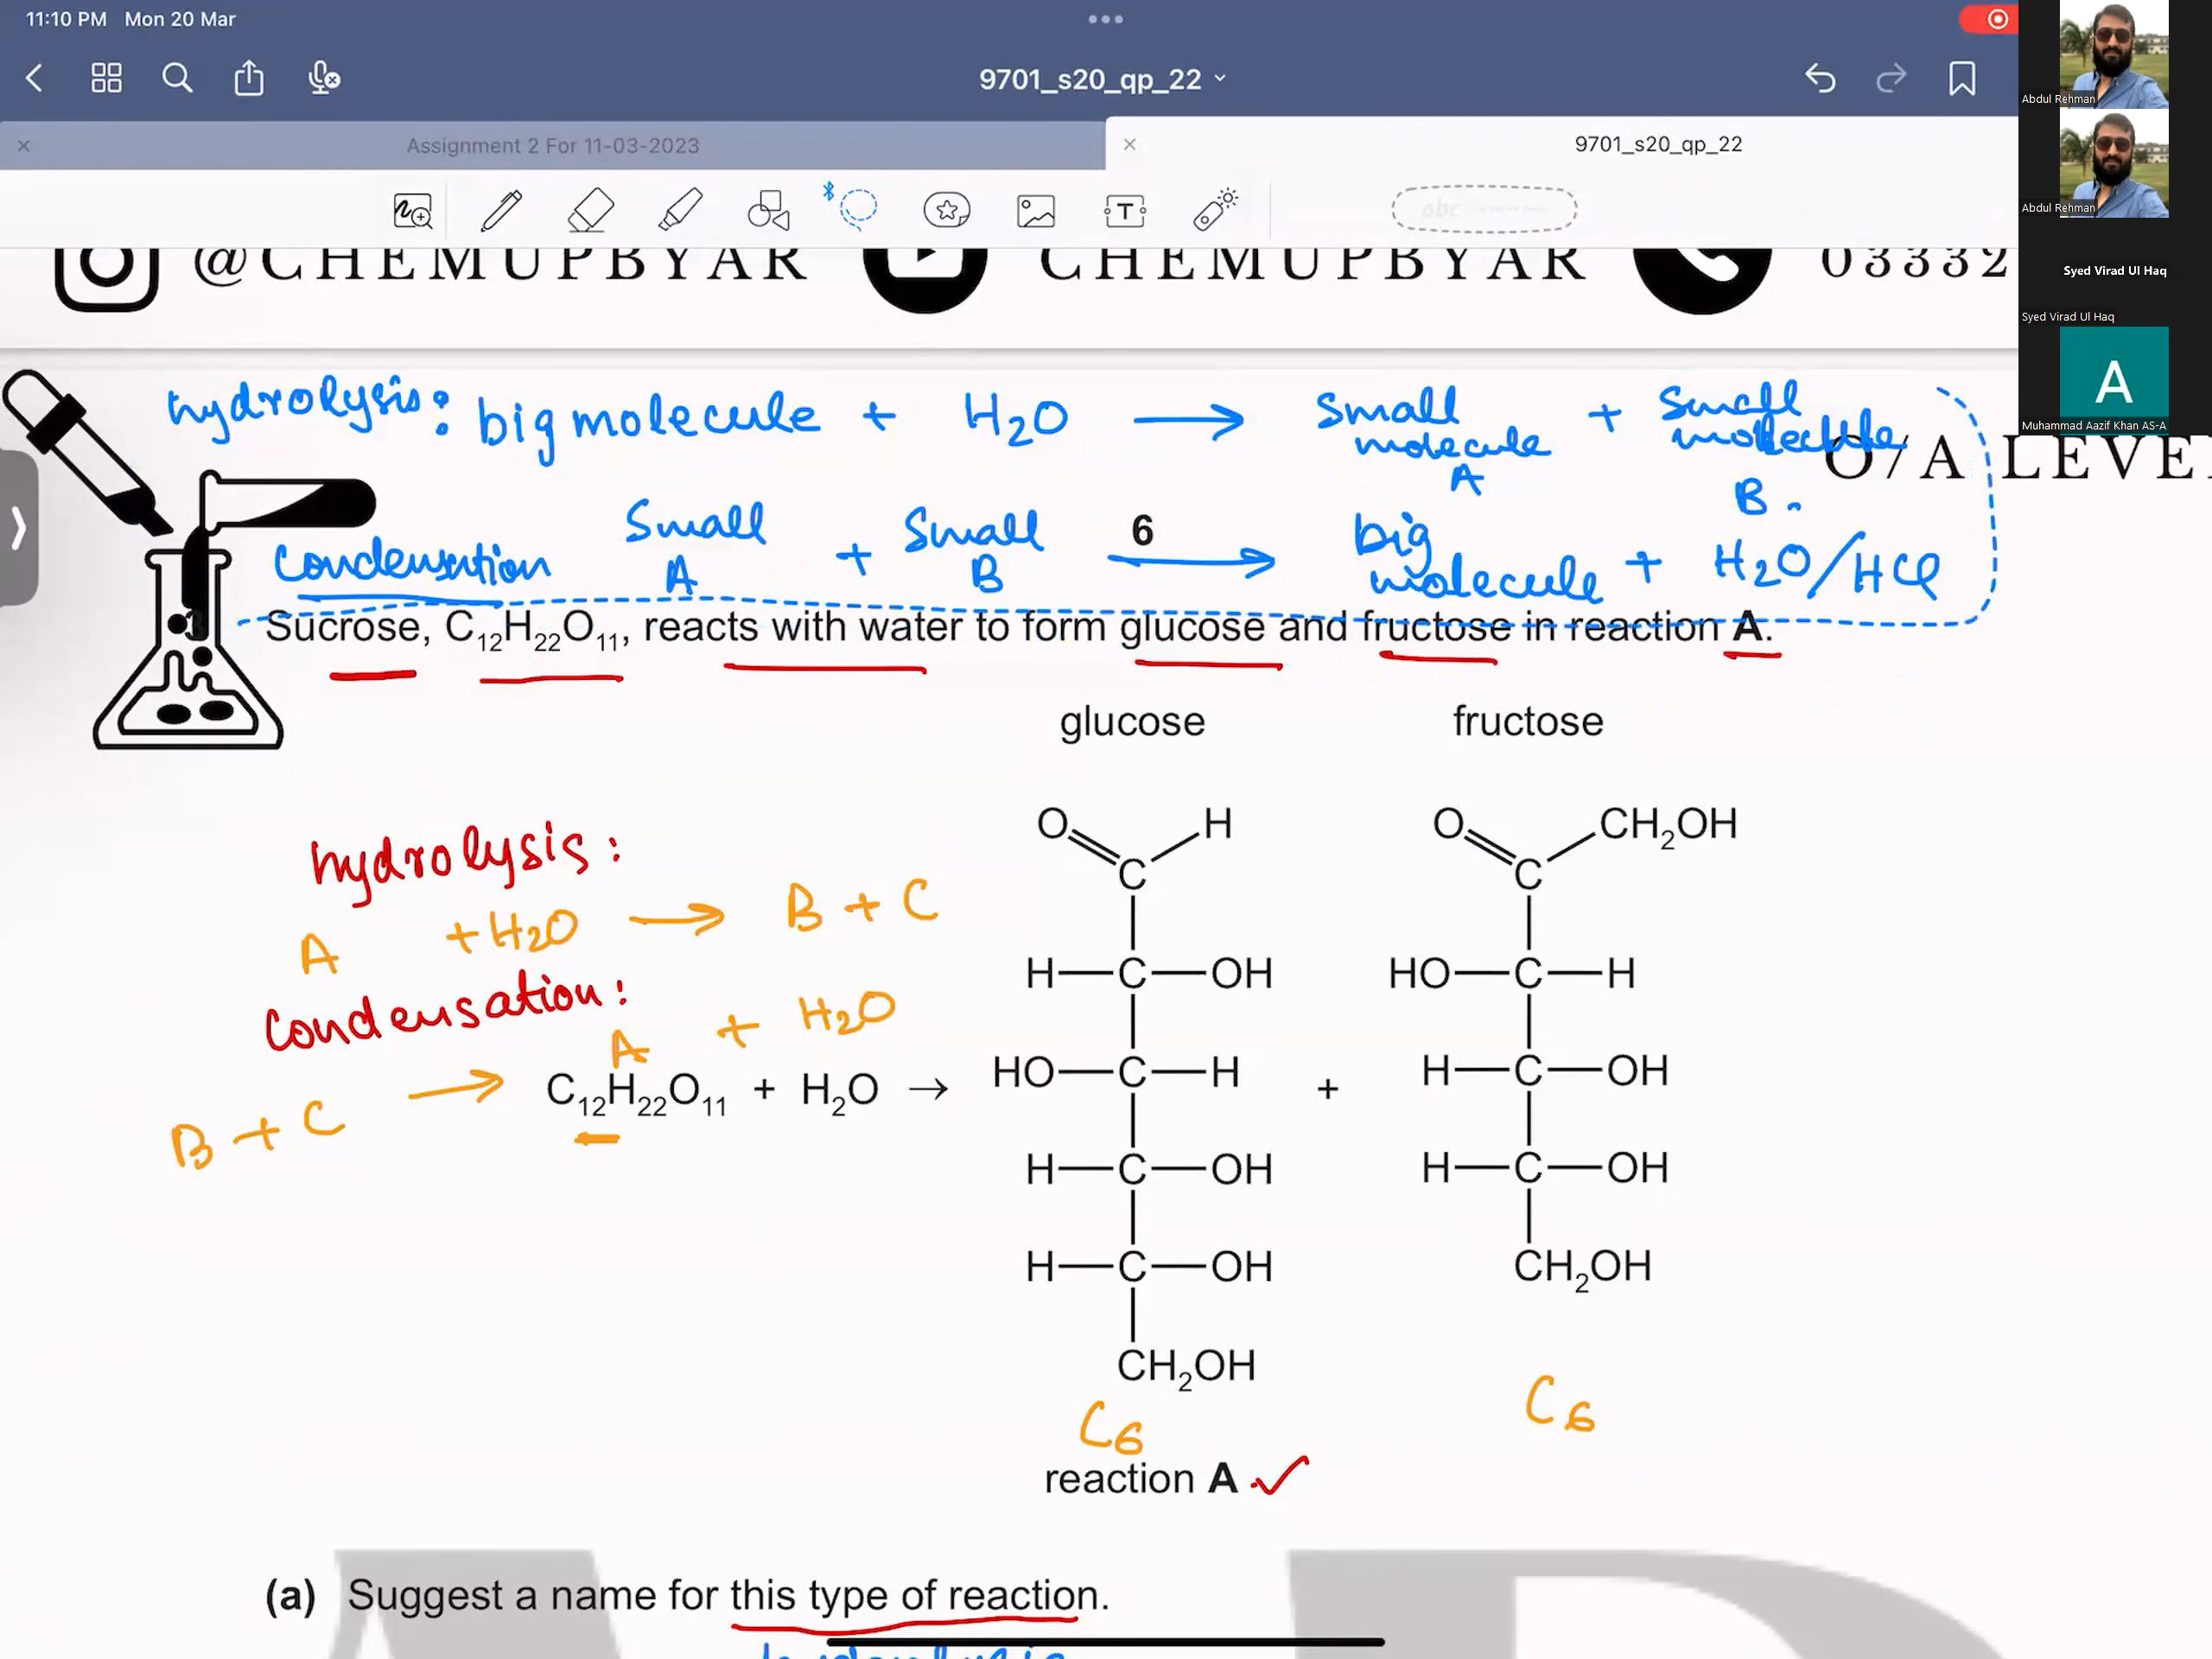 11:10 PM Mon 20 Mar
9701_s20_qp_22
Assignment 2 For 11-03-2023
9701_s20_qp_22
abc
Abdul Rehman
Abdul Rehman
Syed Virad Ul Haq
Syed Virad Ul Haq
A
Muhammad Aazif Khan AS-A
@CHEMUPBYAR CHEMUPBYAR 03332
O/A LEVE
hydrolysis: big molecule + H2O → small molecule A + small molecule B.
6
Condensation small A + small B → big molecule + H2O/HCl
3 Sucrose, C12H22O11, reacts with water to form glucose and fructose in reaction A.
glucose fructose
hydrolysis:
A + H2O → B + C
Condensation:
B + C → A + H2O
C12H22O11 + H2O → +
O H
C
H—C—OH
HO—C—H
H—C—OH
H—C—OH
CH2OH
C6
O CH2OH
C
HO—C—H
H—C—OH
H—C—OH
CH2OH
C6
reaction A
(a) Suggest a name for this type of reaction.